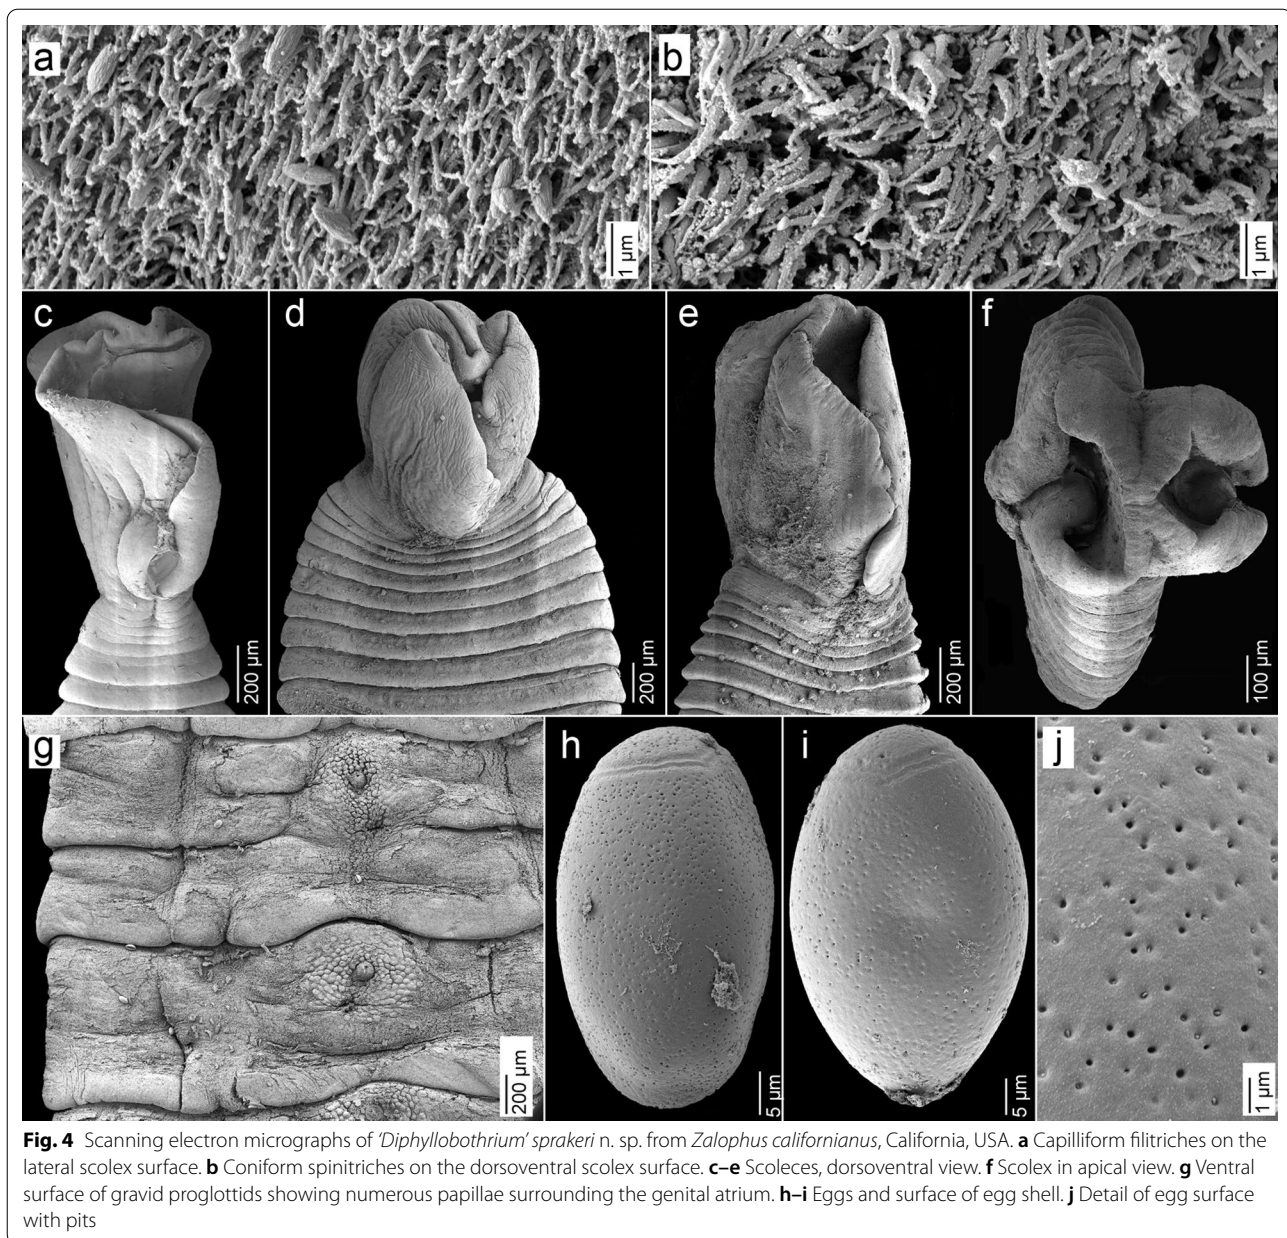 a
b
1 µm
1 µm
c
d
e
f
200 µm
200 µm
200 µm
100 µm
g
h
i
j
200 µm
5 µm
5 µm
1 µm
Fig. 4 Scanning electron micrographs of ‘Diphyllobothrium’ sprakeri n. sp. from Zalophus californianus, California, USA. a Capilliform filitriches on the
lateral scolex surface. b Coniform spinitriches on the dorsoventral scolex surface. c–e Scoleces, dorsoventral view. f Scolex in apical view. g Ventral
surface of gravid proglottids showing numerous papillae surrounding the genital atrium. h–i Eggs and surface of egg shell. j Detail of egg surface
with pits